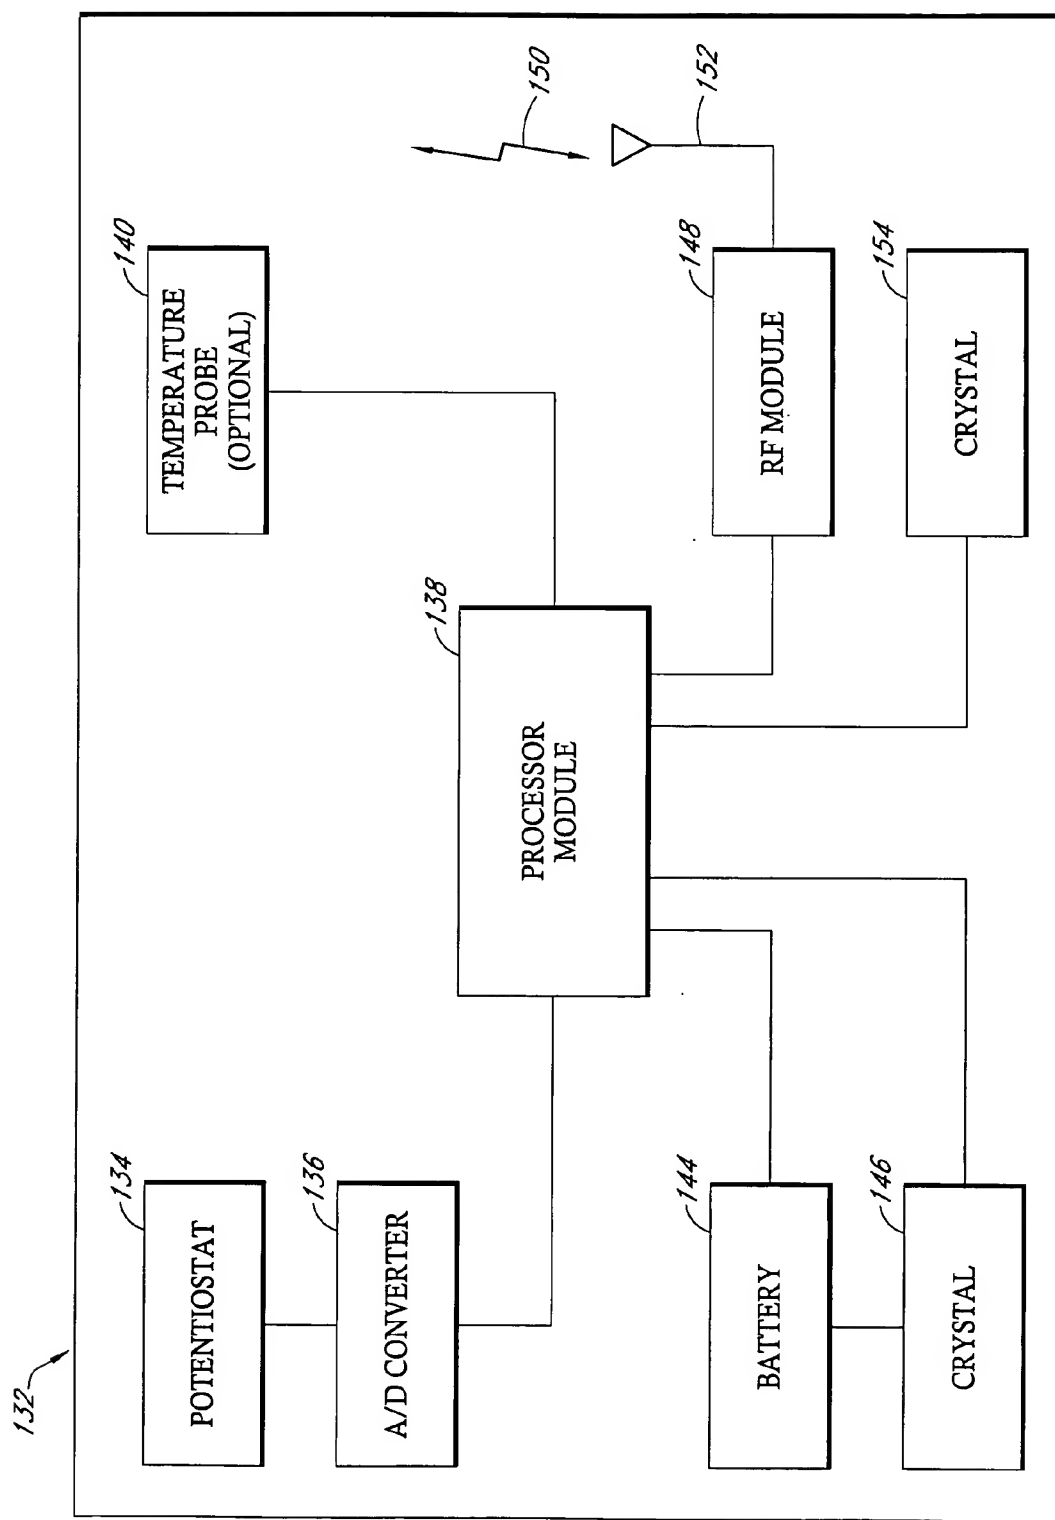 132
134
POTENTIOSTAT
136
A/D CONVERTER
138
PROCESSOR
MODULE
140
TEMPERATURE
PROBE
(OPTIONAL)
144
BATTERY
146
CRYSTAL
148
RF MODULE
150
152
154
CRYSTAL